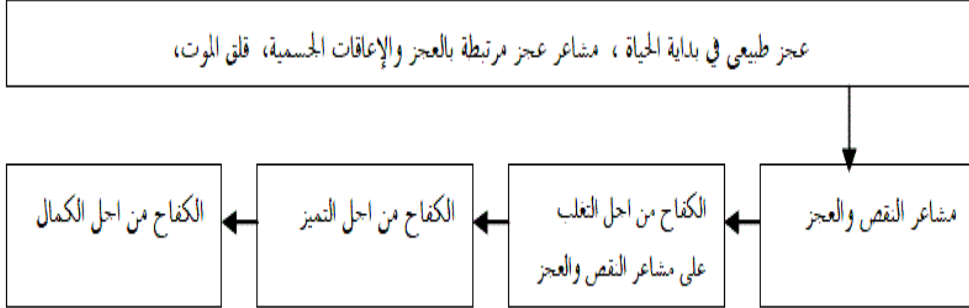 عجز طبيعى في بداية الحياة ، مشاعر عجز مرتبطة بالعجز والإعاقات الجسمية، قلق الموت،
مشاعر النقص والعجز
الكفاح من اجل التغلب
على مشاعر النقص والعجز
الكفاح من اجل التميز
الكفاح من اجل الكمال